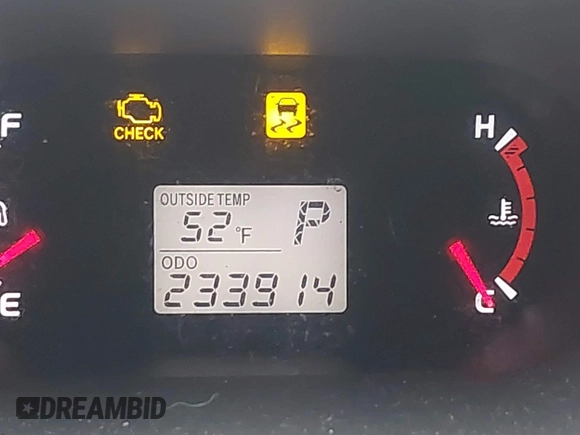 F
CHECK
H
OUTSIDE TEMP
52°F
P
ODO
233914
E
C
DREAMBID